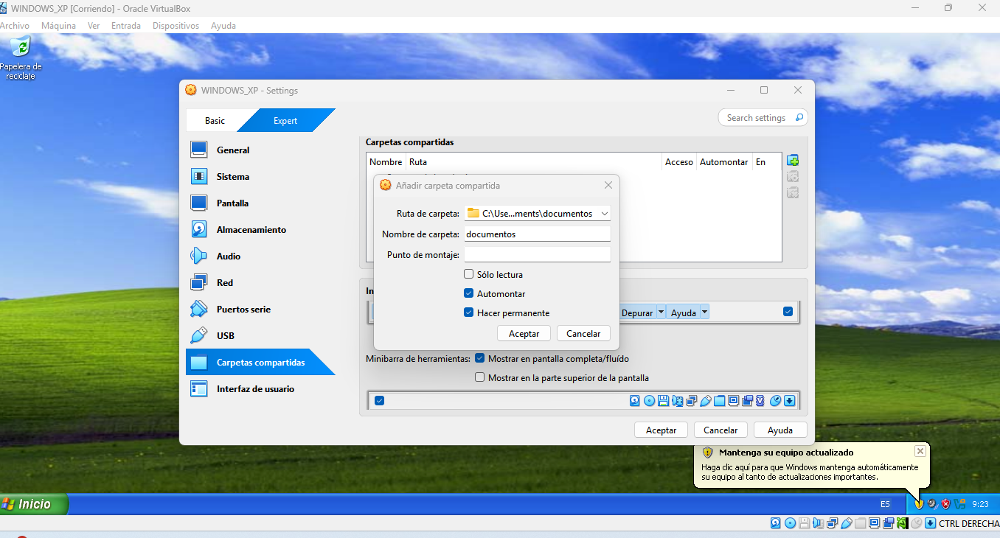 WINDOWS_XP [Corriendo] - Oracle VirtualBox
Archivo Máquina Ver Entrada Dispositivos Ayuda
Papelera de
reciclaje
WINDOWS_XP - Settings
Basic Expert Search settings
General
Sistema
Pantalla
Almacenamiento
Audio
Red
Puertos serie
USB
Carpetas compartidas
Interfaz de usuario
Carpetas compartidas
Nombre Ruta Acceso Automontar En
Añadir carpeta compartida
Ruta de carpeta: C:\Use...ments\documentos
Nombre de carpeta: documentos
Punto de montaje:
Sólo lectura
Automontar
Hacer permanente
Aceptar Cancelar
Depurar Ayuda
Minibarra de herramientas: Mostrar en pantalla completa/fluído
Mostrar en la parte superior de la pantalla
Aceptar Cancelar Ayuda
Mantenga su equipo actualizado
Haga clic aquí para que Windows mantenga automáticamente
su equipo al tanto de actualizaciones importantes.
Inicio ES 9:23
CTRL DERECHA